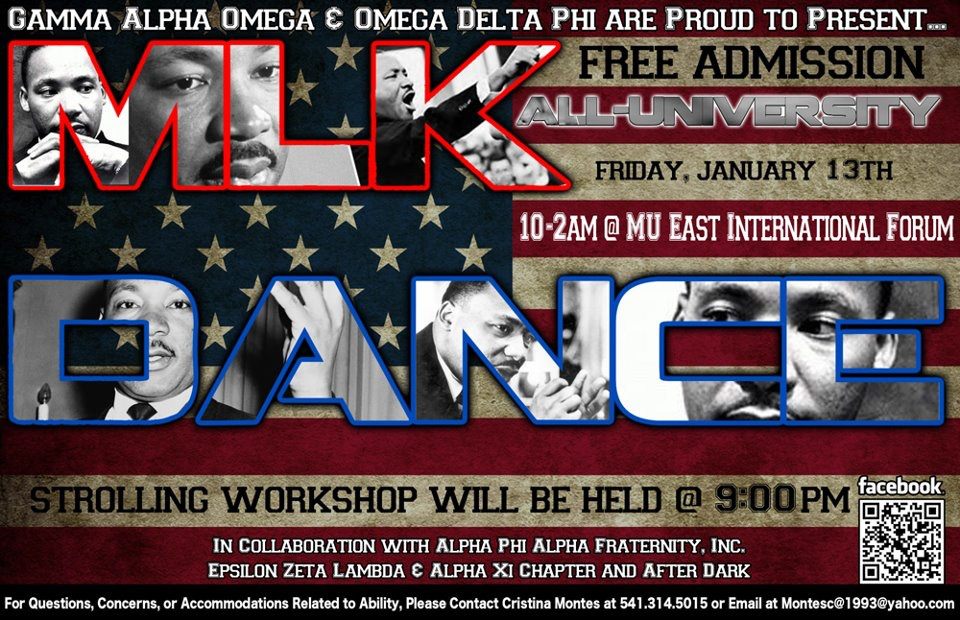 Gamma Alpha Omega & Omega Delta Phi are Proud to Present...
MLK
FREE ADMISSION
ALL-UNIVERSITY
FRIDAY, JANUARY 13TH
10-2AM @ MU EAST INTERNATIONAL FORUM
DANCE
STROLLING WORKSHOP WILL BE HELD @ 9:00PM
facebook
In Collaboration with Alpha Phi Alpha Fraternity, Inc.
Epsilon Zeta Lambda & Alpha Xi Chapter and After Dark
For Questions, Concerns, or Accommodations Related to Ability, Please Contact Cristina Montes at 541.314.5015 or Email at Montesc@1993@yahoo.com